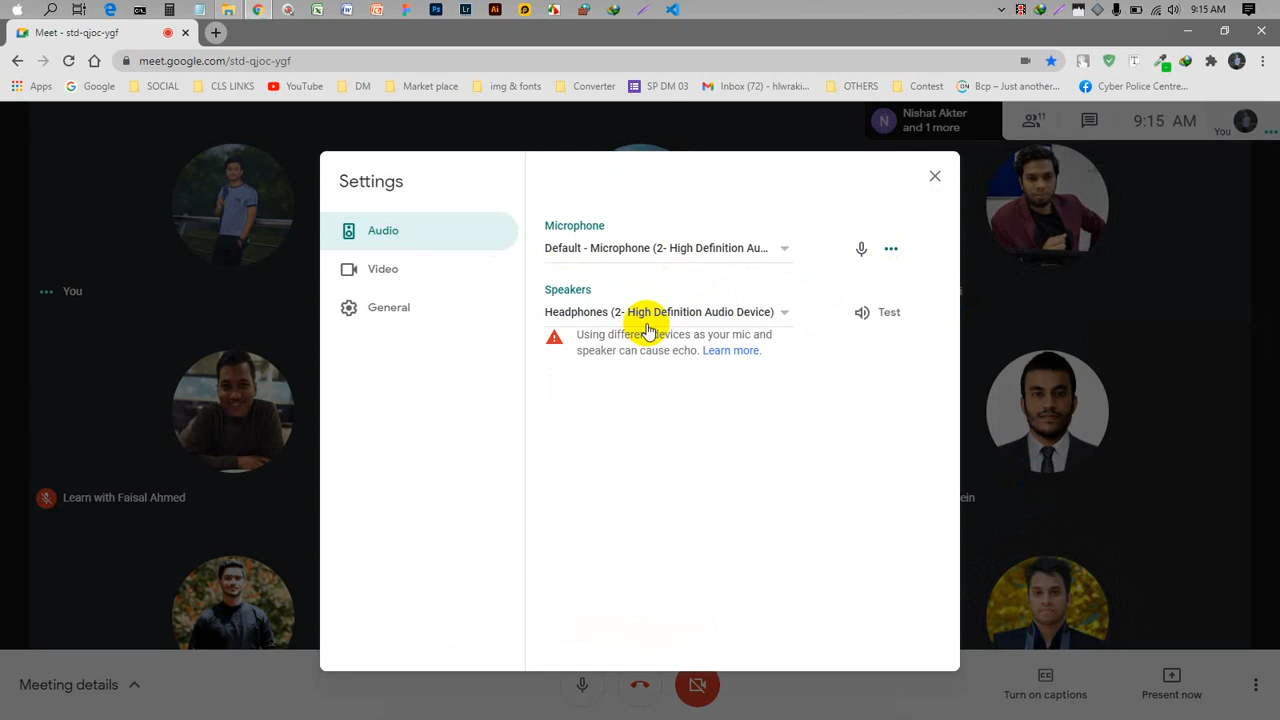 9:15 AM
Meet - std-qjoc-ygf
meet.google.com/std-qjoc-ygf
Apps
Google
SOCIAL
CLS LINKS
YouTube
DM
Market place
img & fonts
Converter
SP DM 03
Inbox (72) - hlwraki...
OTHERS
Contest
Bcp – Just another...
Cyber Police Centre...
N
Nishat Akter
and 1 more
11
9:15 AM
You
Settings
Audio
Video
General
Microphone
Default - Microphone (2- High Definition Au...
Speakers
Headphones (2- High Definition Audio Device)
Test
Using different devices as your mic and
speaker can cause echo. Learn more.
You
Learn with Faisal Ahmed
ein
Meeting details
Turn on captions
Present now